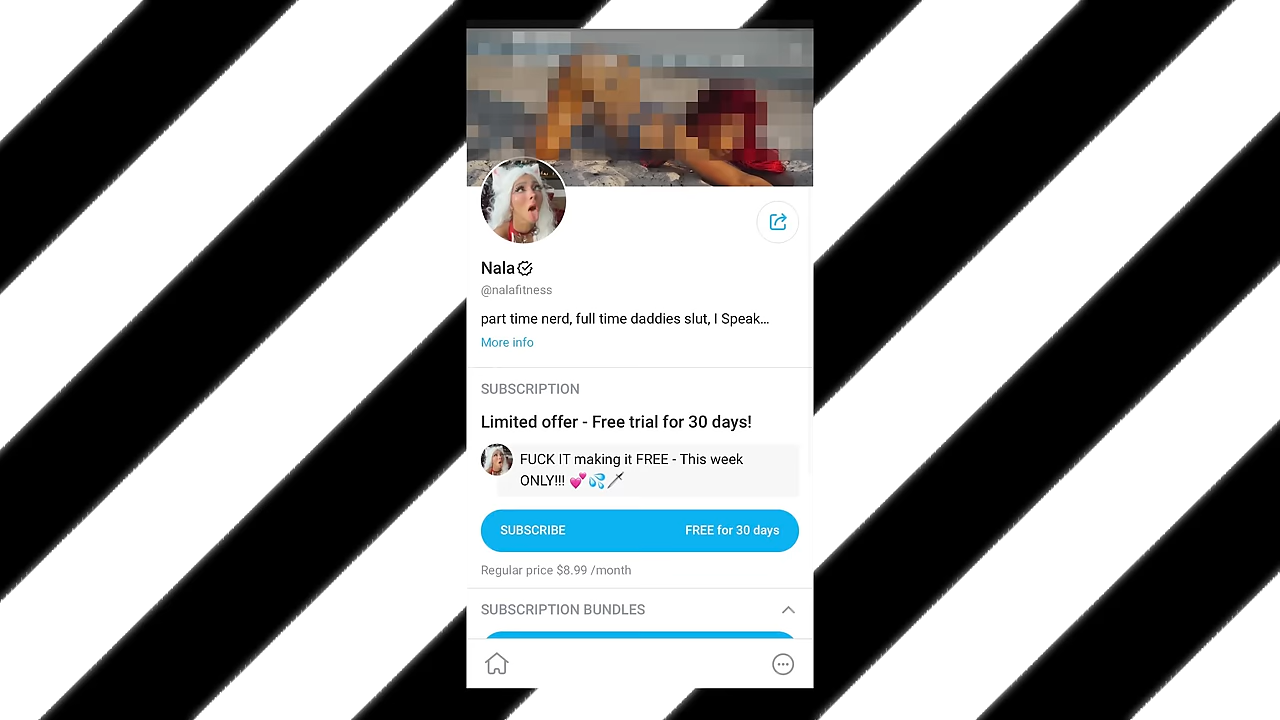 Nala
@nalafitness
part time nerd, full time daddies slut, I Speak...
More info
SUBSCRIPTION
Limited offer - Free trial for 30 days!
FUCK IT making it FREE - This week
ONLY!!! 💕💦🗡️
SUBSCRIBE FREE for 30 days
Regular price $8.99 /month
SUBSCRIPTION BUNDLES